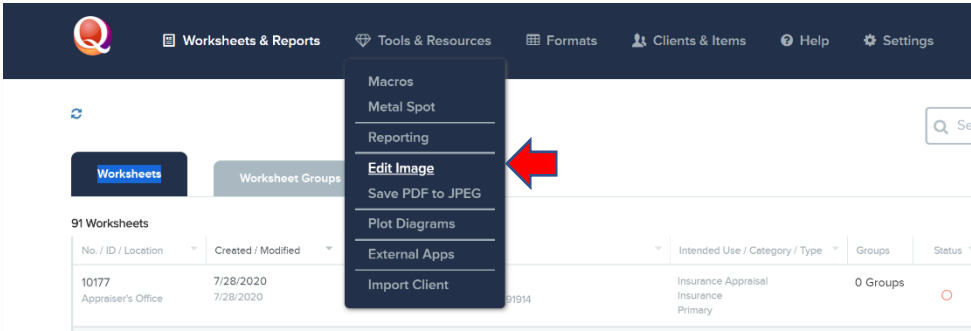 Q
Worksheets & Reports
Tools & Resources
Formats
Clients & Items
? Help
Settings
Macros
Metal Spot
Reporting
Edit Image
Save PDF to JPEG
Plot Diagrams
External Apps
Import Client
Worksheets
Worksheet Groups
91 Worksheets
No. / ID / Location
Created / Modified
Intended Use / Category / Type
Groups
Status
10177
Appraiser's Office
7/28/2020
7/28/2020
91914
Insurance Appraisal
Insurance
Primary
0 Groups